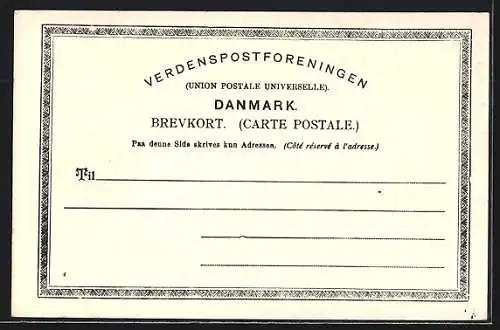 VERDENSPOSTFORENINGEN
(UNION POSTALE UNIVERSELLE).
DANMARK.
BREVKORT. (CARTE POSTALE.)
Paa denne Side skrives kun Adressen. (Côté réservé à l'adresse.)
Til